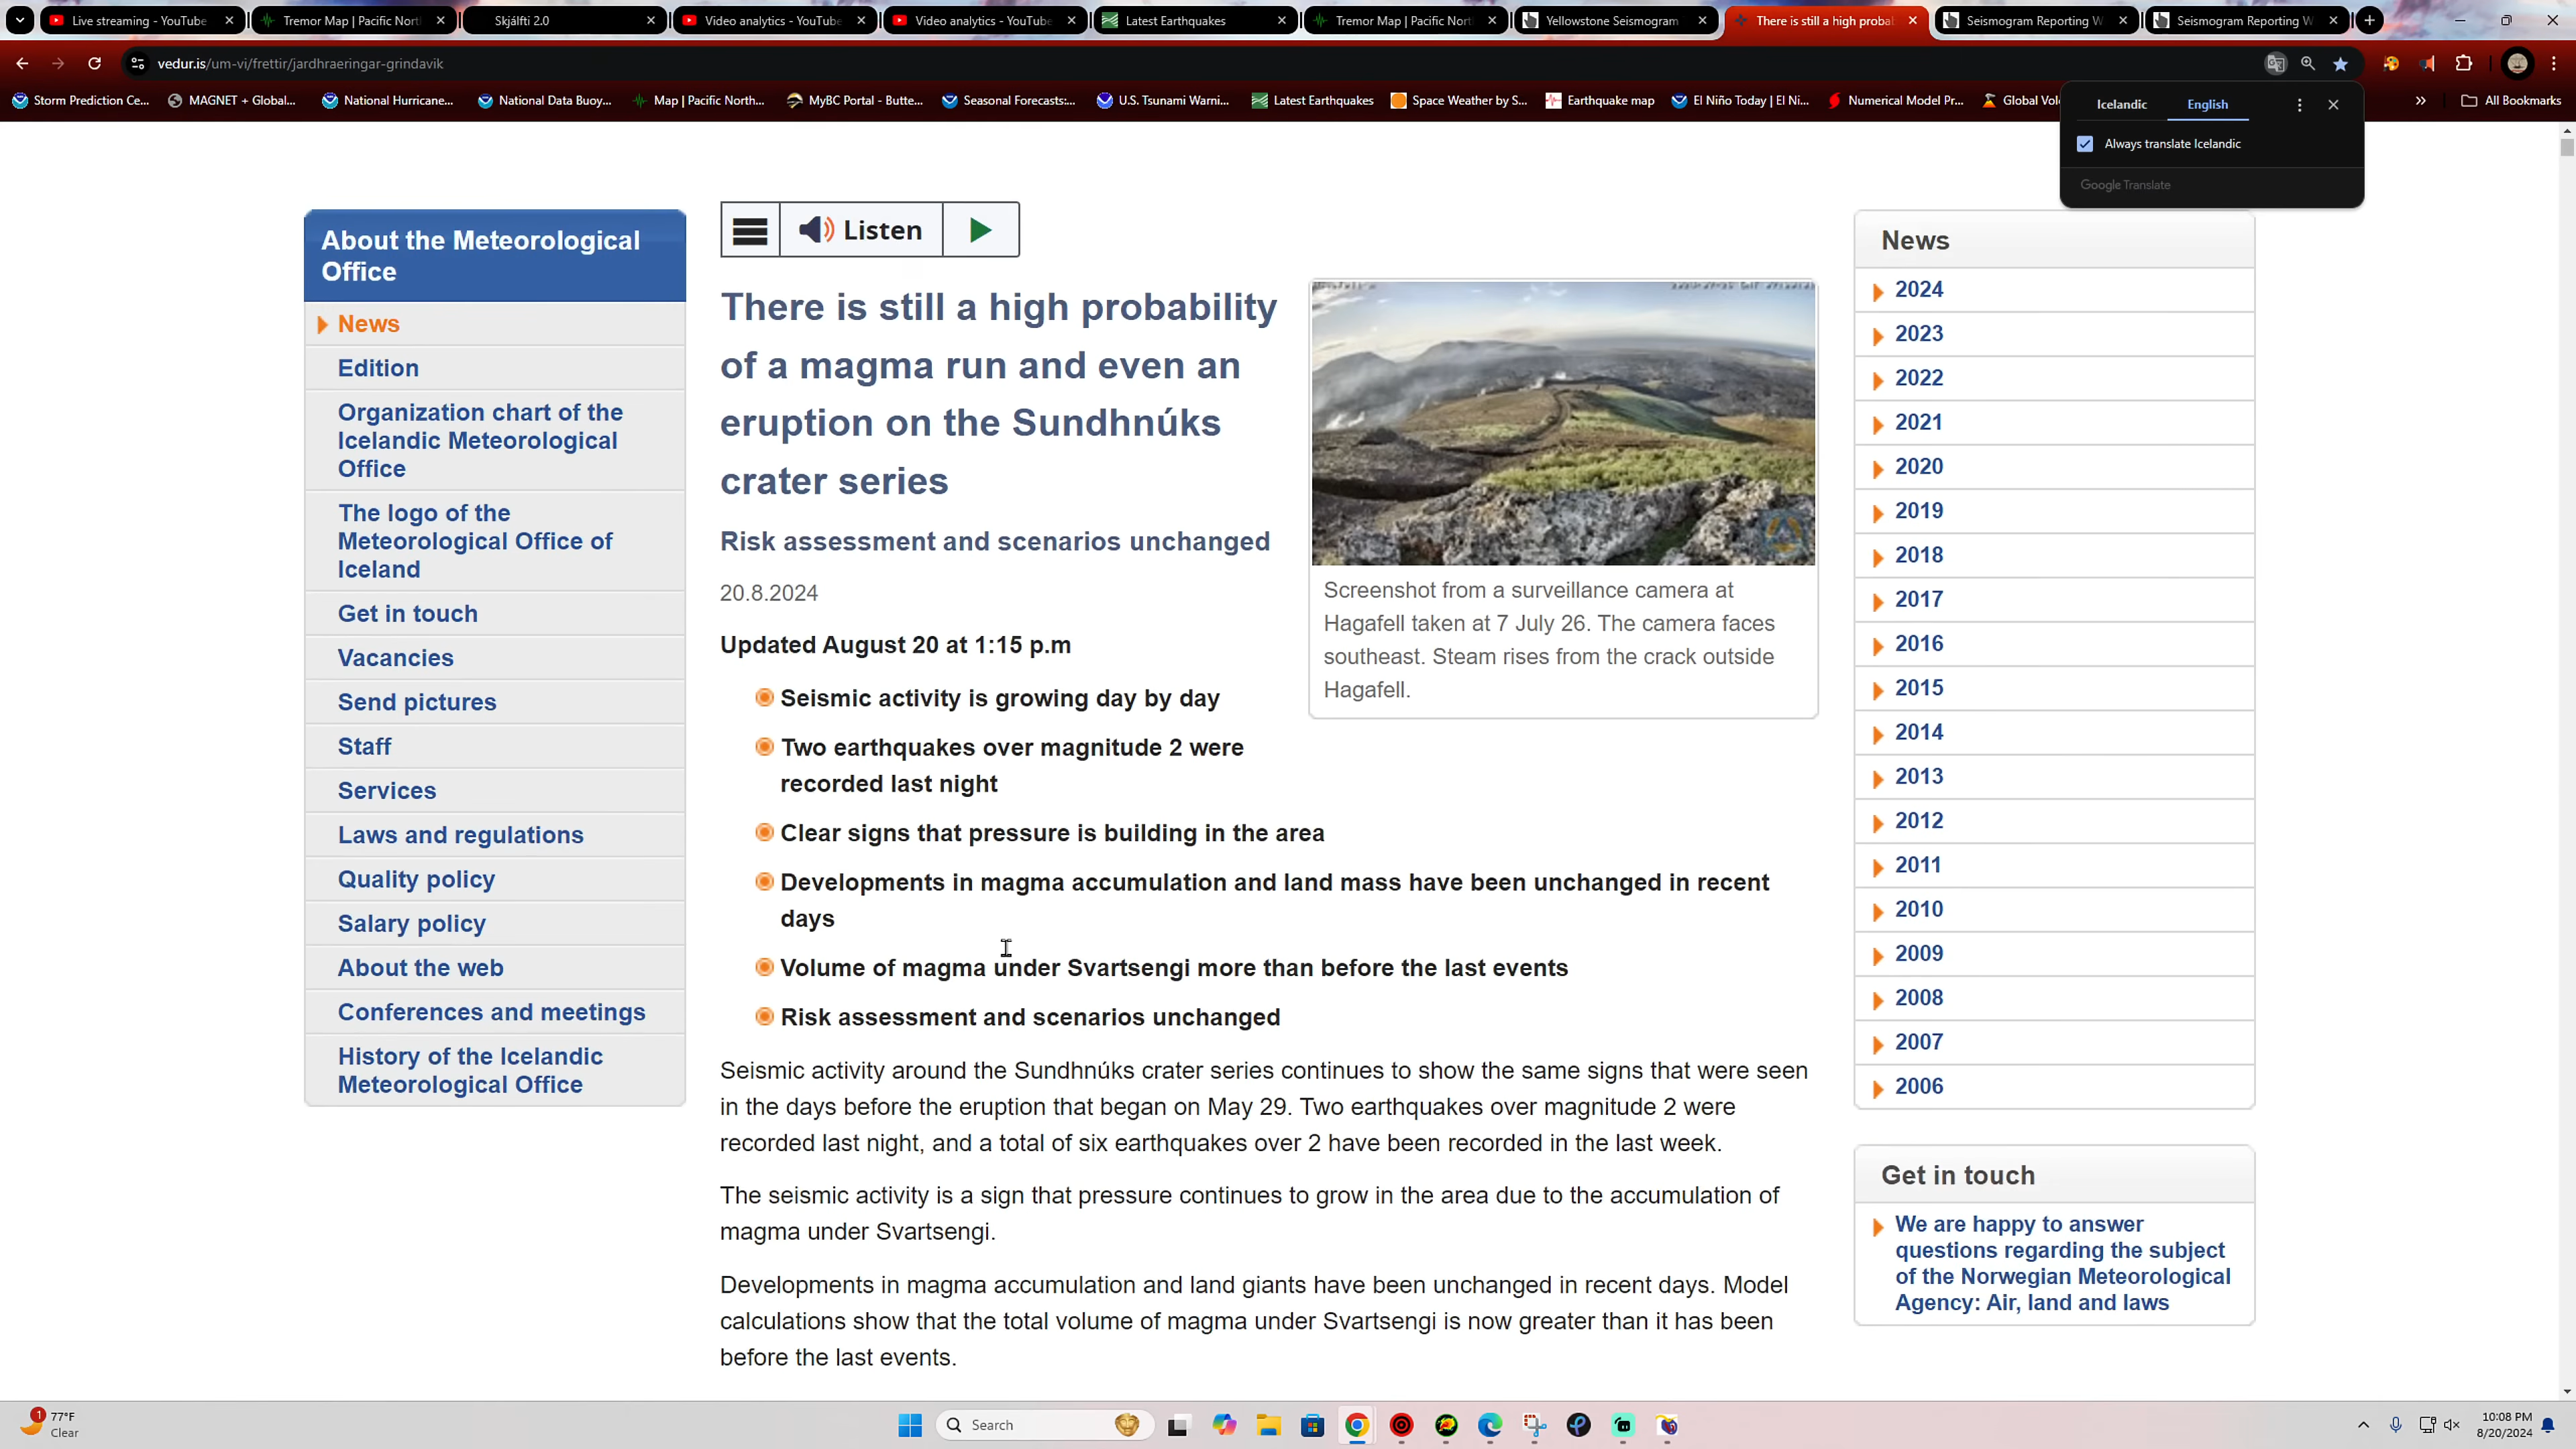 Live streaming - YouTube
Tremor Map | Pacific Nort
Skjálfti 2.0
Video analytics - YouTube
Video analytics - YouTube
Latest Earthquakes
Tremor Map | Pacific Nort
Yellowstone Seismogram
There is still a high probab
Seismogram Reporting W
Seismogram Reporting W
vedur.is/um-vi/frettir/jardhraeringar-grindavik
Storm Prediction Ce...
MAGNET + Global...
National Hurricane...
National Data Buoy...
Map | Pacific North...
MyBC Portal - Butte...
Seasonal Forecasts:...
U.S. Tsunami Warni...
Latest Earthquakes
Space Weather by S...
Earthquake map
El Niño Today | El Ni...
Numerical Model Pr...
Global Vol
All Bookmarks
Icelandic
English
Always translate Icelandic
Google Translate
About the Meteorological
Office
News
Edition
Organization chart of the
Icelandic Meteorological
Office
The logo of the
Meteorological Office of
Iceland
Get in touch
Vacancies
Send pictures
Staff
Services
Laws and regulations
Quality policy
Salary policy
About the web
Conferences and meetings
History of the Icelandic
Meteorological Office
Listen
There is still a high probability
of a magma run and even an
eruption on the Sundhnúks
crater series
Risk assessment and scenarios unchanged
20.8.2024
Updated August 20 at 1:15 p.m
Seismic activity is growing day by day
Two earthquakes over magnitude 2 were
recorded last night
Clear signs that pressure is building in the area
Developments in magma accumulation and land mass have been unchanged in recent
days
Volume of magma under Svartsengi more than before the last events
Risk assessment and scenarios unchanged
Seismic activity around the Sundhnúks crater series continues to show the same signs that were seen
in the days before the eruption that began on May 29. Two earthquakes over magnitude 2 were
recorded last night, and a total of six earthquakes over 2 have been recorded in the last week.
The seismic activity is a sign that pressure continues to grow in the area due to the accumulation of
magma under Svartsengi.
Developments in magma accumulation and land giants have been unchanged in recent days. Model
calculations show that the total volume of magma under Svartsengi is now greater than it has been
before the last events.
Screenshot from a surveillance camera at
Hagafell taken at 7 July 26. The camera faces
southeast. Steam rises from the crack outside
Hagafell.
News
2024
2023
2022
2021
2020
2019
2018
2017
2016
2015
2014
2013
2012
2011
2010
2009
2008
2007
2006
Get in touch
We are happy to answer
questions regarding the subject
of the Norwegian Meteorological
Agency: Air, land and laws
1
77°F
Clear
Search
10:08 PM
8/20/2024